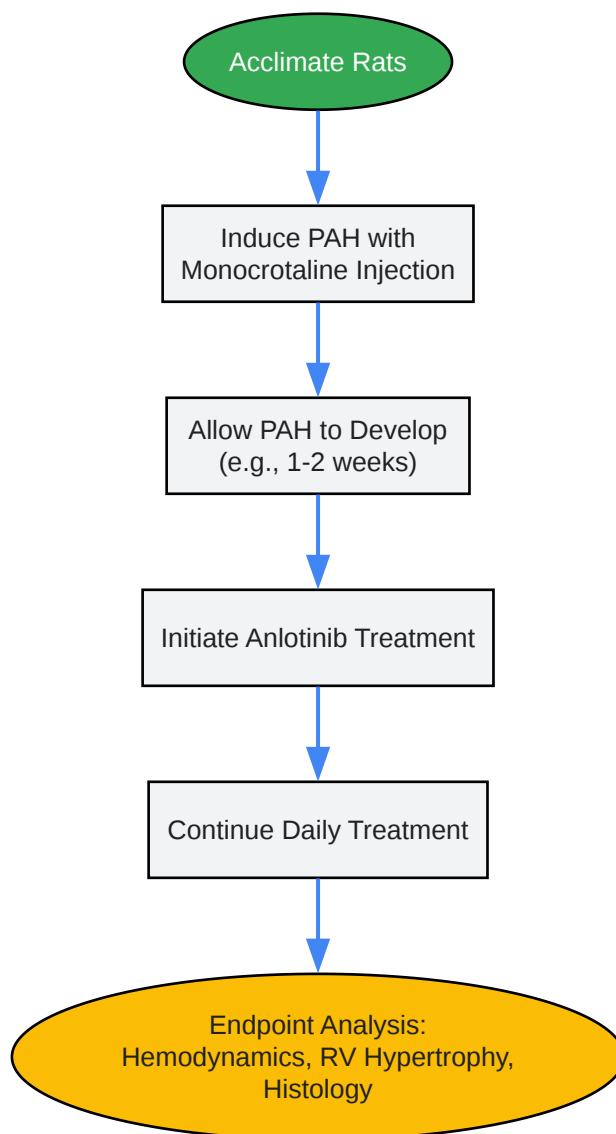 Acclimate Rats
Induce PAH with
Monocrotaline Injection
Allow PAH to Develop
(e.g., 1-2 weeks)
Initiate Anlotinib Treatment
Continue Daily Treatment
Endpoint Analysis:
Hemodynamics, RV Hypertrophy,
Histology